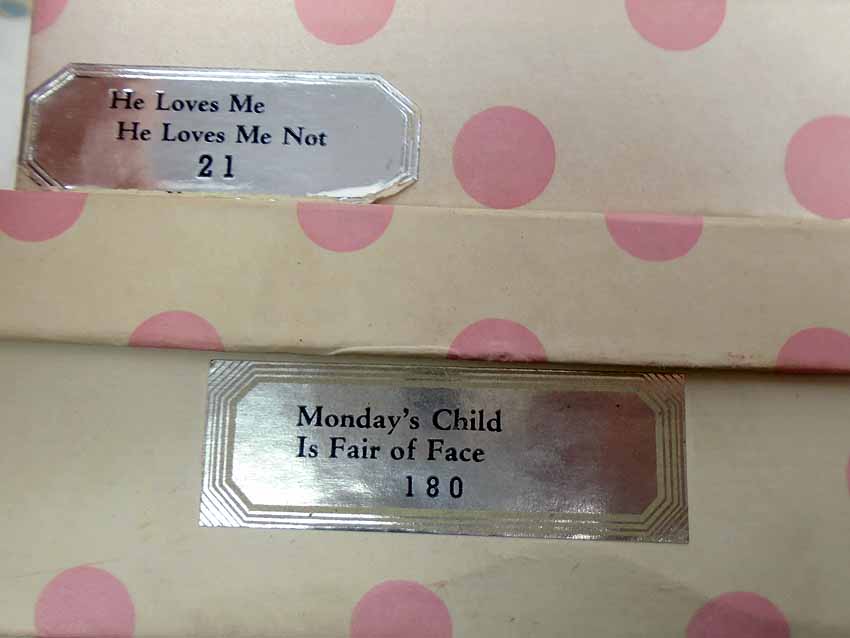 He Loves Me
He Loves Me Not
21
Monday's Child
Is Fair of Face
180